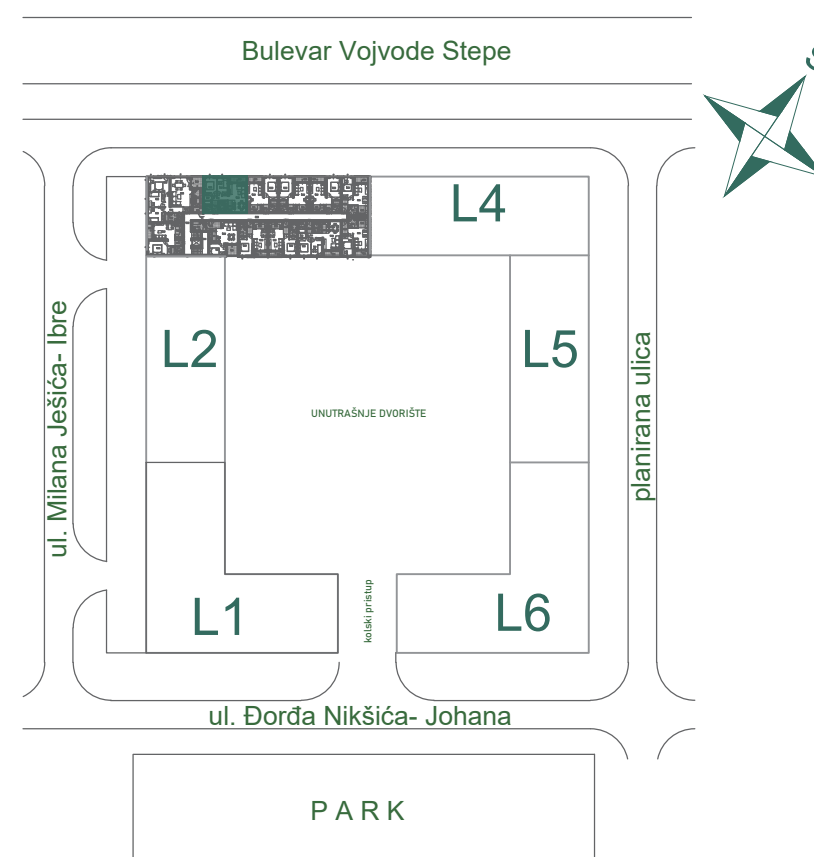 Bulevar Vojvode Stepe
S
L4
L2
L5
ul. Milana Ješića- Ibre
planirana ulica
UNUTRAŠNJE DVORIŠTE
kolski pristup
L1
L6
ul. Đorđa Nikšića- Johana
PARK